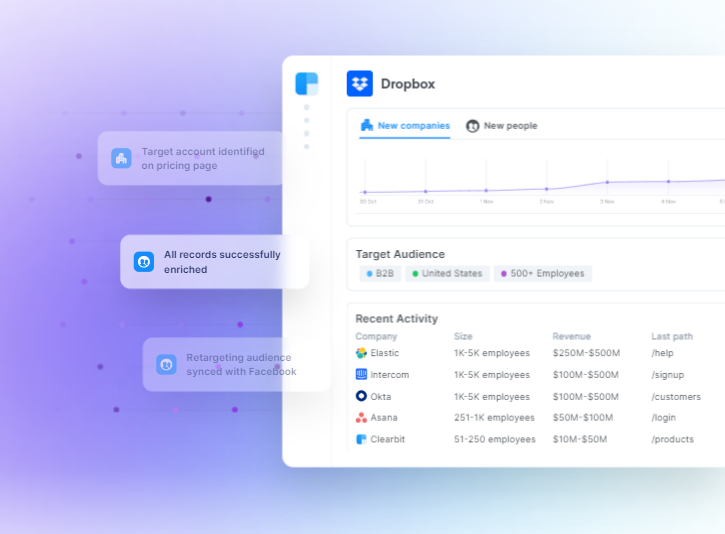 Dropbox
New companies
New people
30 Oct
31 Oct
1 Nov
2 Nov
3 Nov
4 Nov
Target account identified
on pricing page
All records successfully
enriched
Retargeting audience
synced with Facebook
Target Audience
B2B
United States
500+ Employees
Recent Activity
Company Size Revenue Last path
Elastic 1K-5K employees $250M-$500M /help
Intercom 1K-5K employees $100M-$500M /signup
Okta 1K-5K employees $100M-$500M /customers
Asana 251-1K employees $50M-$100M /login
Clearbit 51-250 employees $10M-$50M /products